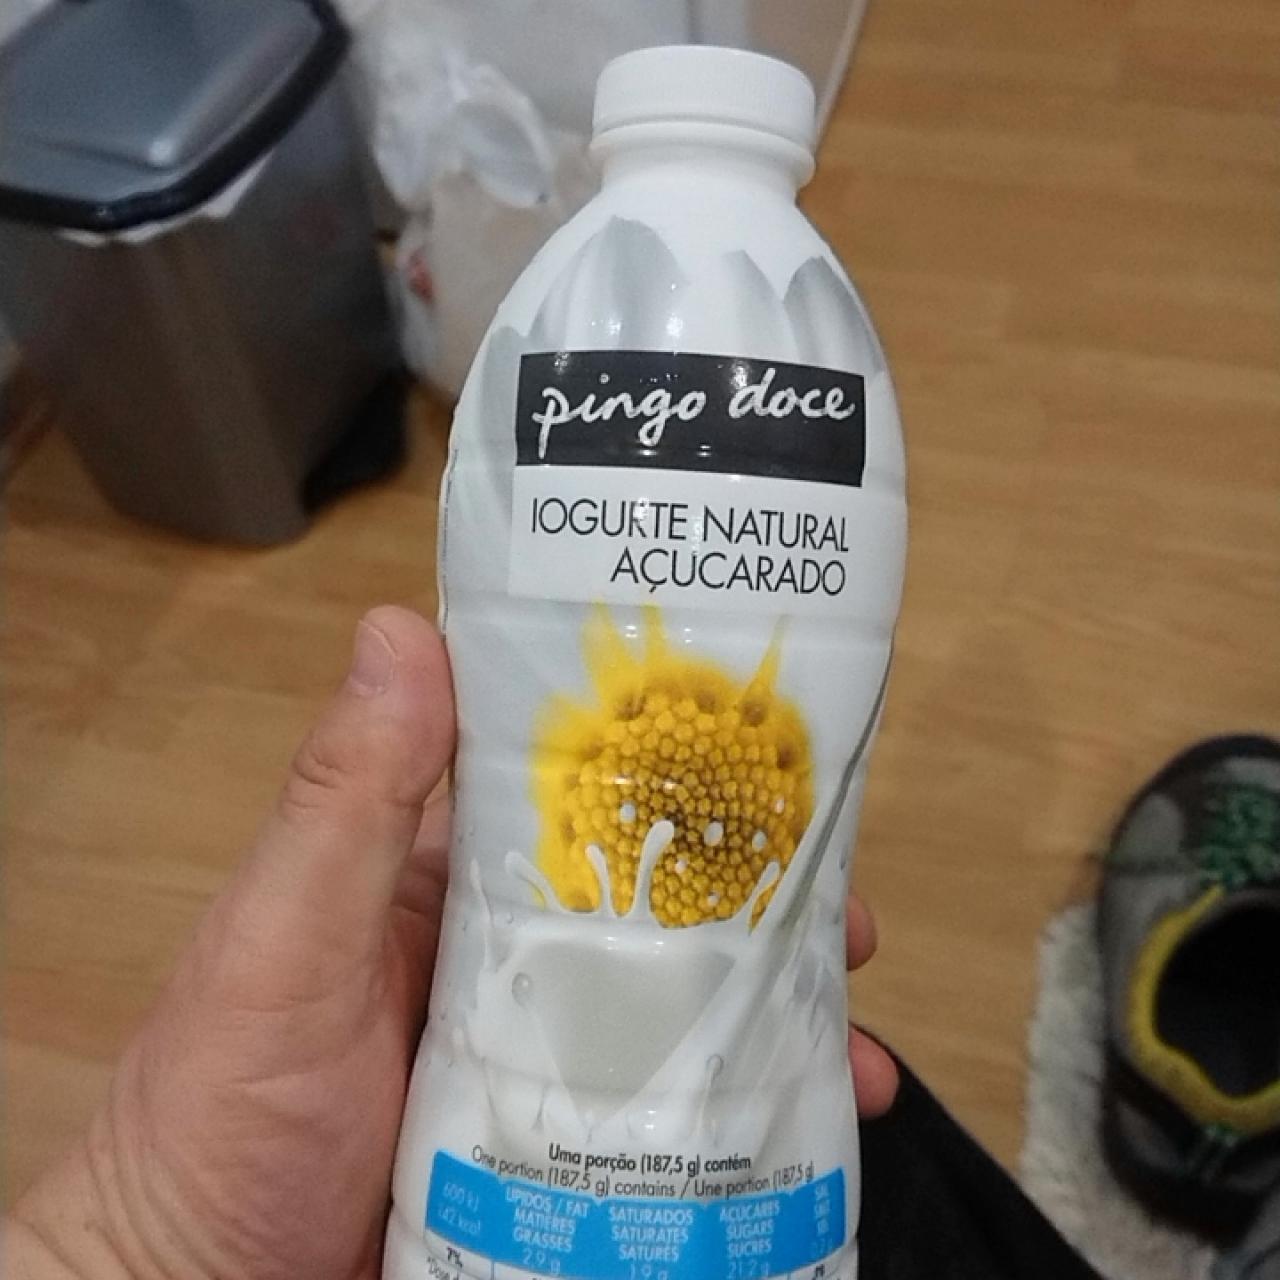 pingo doce
IOGURTE NATURAL
AÇUCARADO
Uma porção (187,5 g) contém
One portion (187,5 g) contains / Une portion (187,5 g)
600 kJ
142 kcal
7%
LÍPIDOS / FAT
MATIÈRES
GRASSES
2,9 g
SATURADOS
SATURATES
SATURÉS
1,9 g
AÇÚCARES
SUGARS
SUCRES
21,2 g
SAL
SALT
SEL